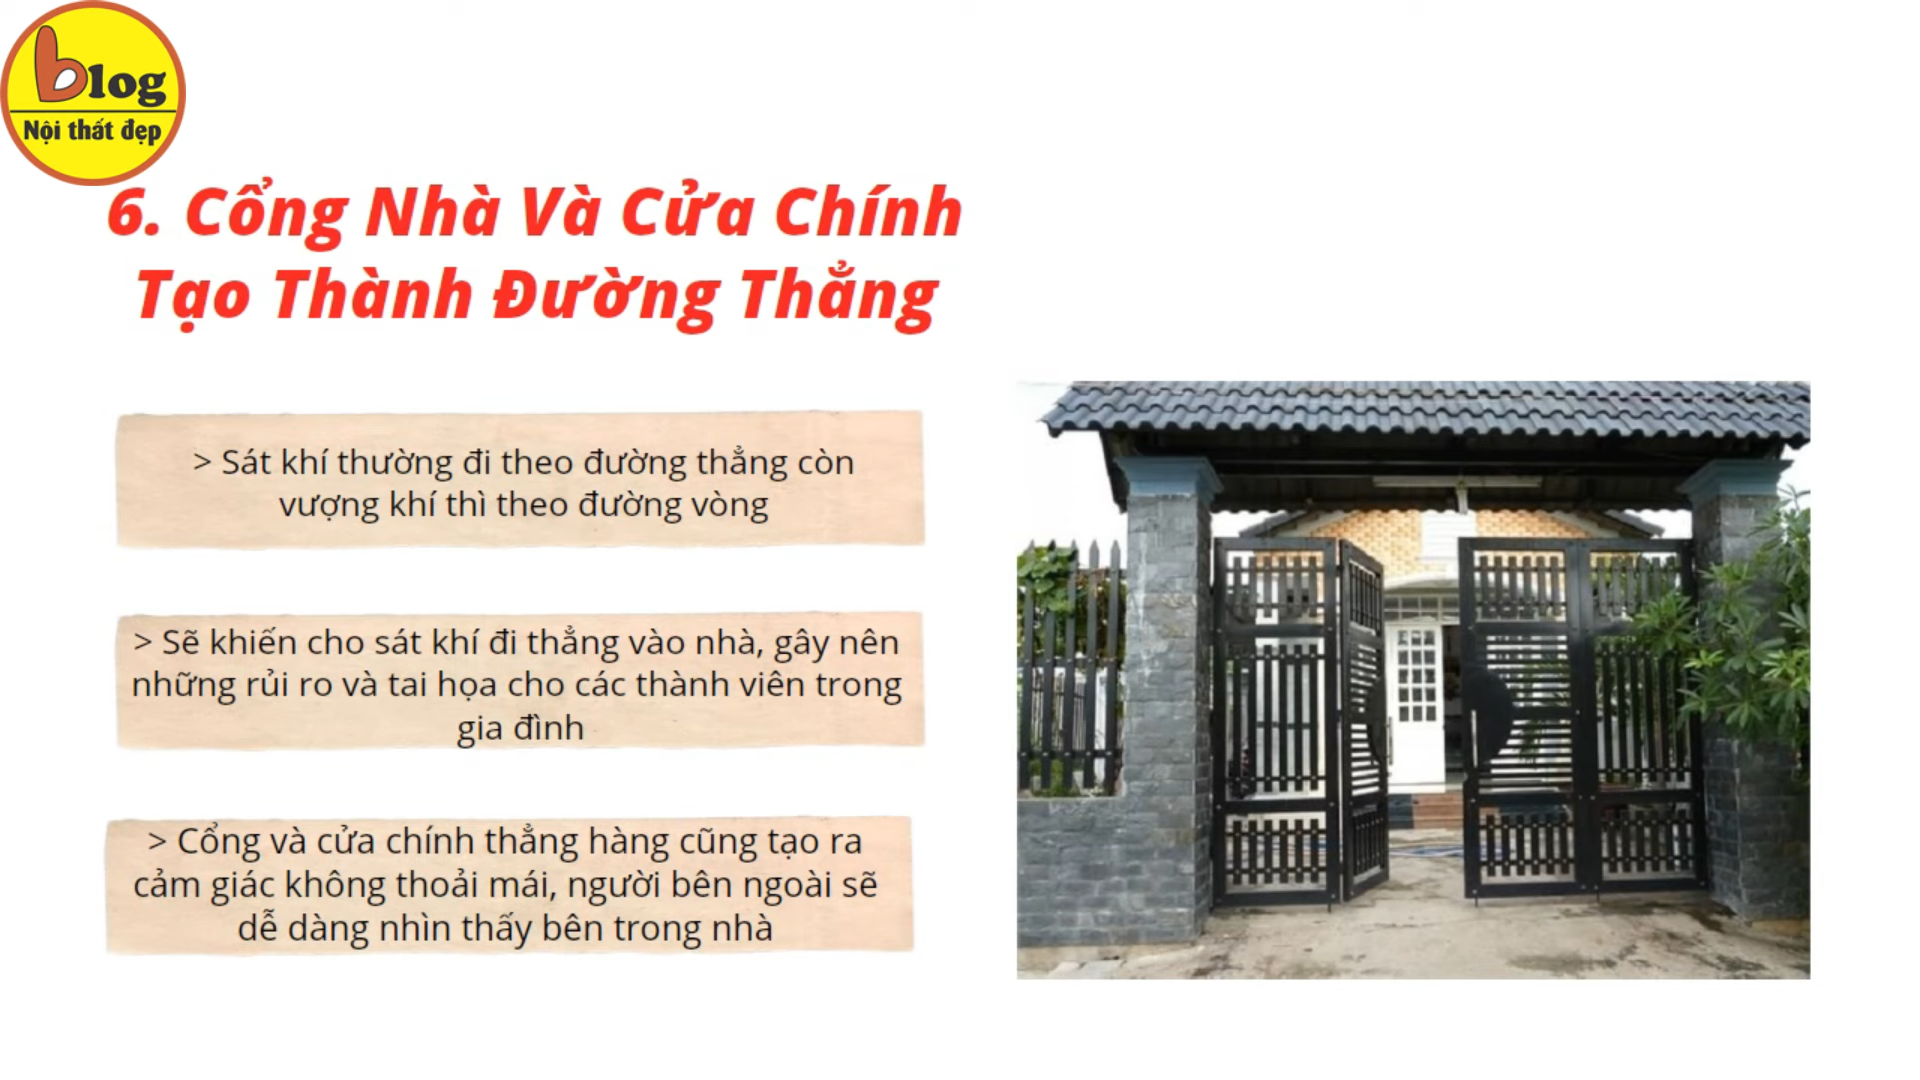 blog
Nội thất đẹp
6. Cổng Nhà Và Cửa Chính
Tạo Thành Đường Thẳng
> Sát khí thường đi theo đường thẳng còn
vượng khí thì theo đường vòng
> Sẽ khiến cho sát khí đi thẳng vào nhà, gây nên
những rủi ro và tai họa cho các thành viên trong
gia đình
> Cổng và cửa chính thẳng hàng cũng tạo ra
cảm giác không thoải mái, người bên ngoài sẽ
dễ dàng nhìn thấy bên trong nhà